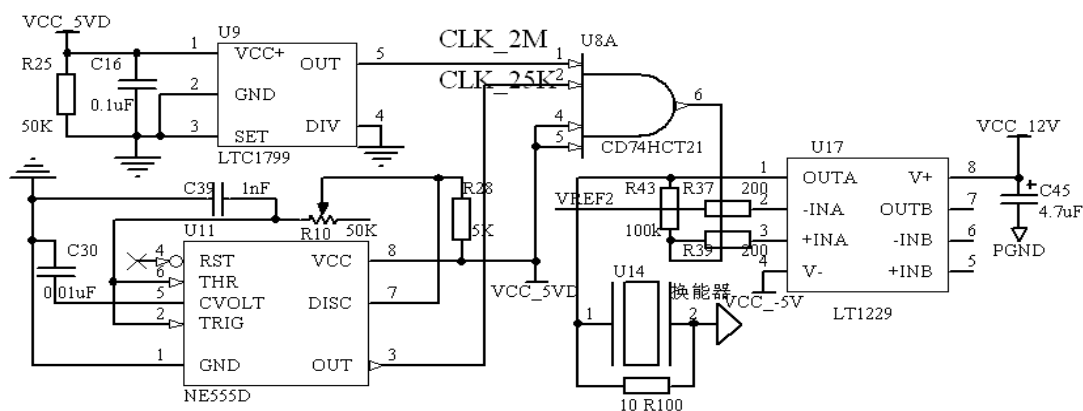 VCC_5VD
U9
CLK_2M
U8A
R25
C16
1
VCC+
OUT
5
1
CLK_25K
2
2
GND
6
0.1uF
4
50K
3
SET
DIV
4
5
LTC1799
CD74HCT21
U17
VCC_12V
1
OUTA
V+
8
C39
1nF
R28
VREF2
R43
R37
200
2
-INA
OUTB
7
C45
4.7uF
R10
50K
U11
5K
100k
3
+INA
-INB
6
R39
200
PGND
C30
4
RST
VCC
8
U14
4
V-
+INB
5
6
THR
0.01uF
5
CVOLT
DISC
7
VCC_5VD
换能器
VCC_-5V
LT1229
2
TRIG
1
2
1
GND
OUT
3
NE555D
10 R100